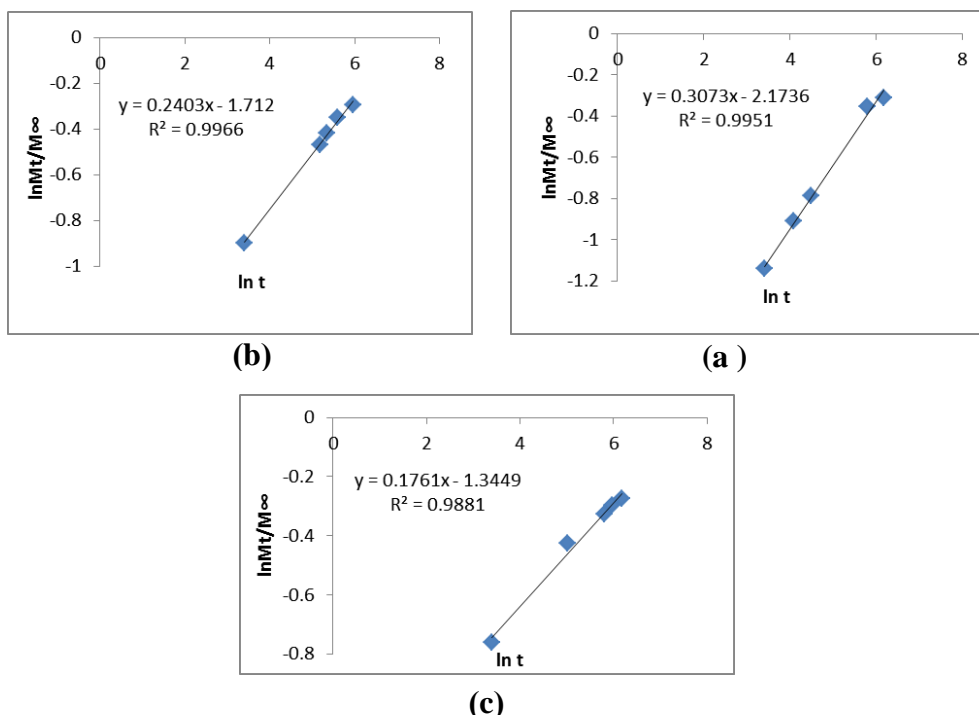 0
0 2 4 6 8
-0.2
y = 0.2403x - 1.712
R² = 0.9966
-0.4
-0.6
-0.8
-1
lnMt/M∞
ln t
(b)
0
0 2 4 6 8
-0.2
y = 0.3073x - 2.1736
R² = 0.9951
-0.4
-0.6
-0.8
-1
-1.2
lnMt/M∞
ln t
(a )
0
0 2 4 6 8
-0.2
y = 0.1761x - 1.3449
R² = 0.9881
-0.4
-0.6
-0.8
lnMt/M∞
ln t
(c)